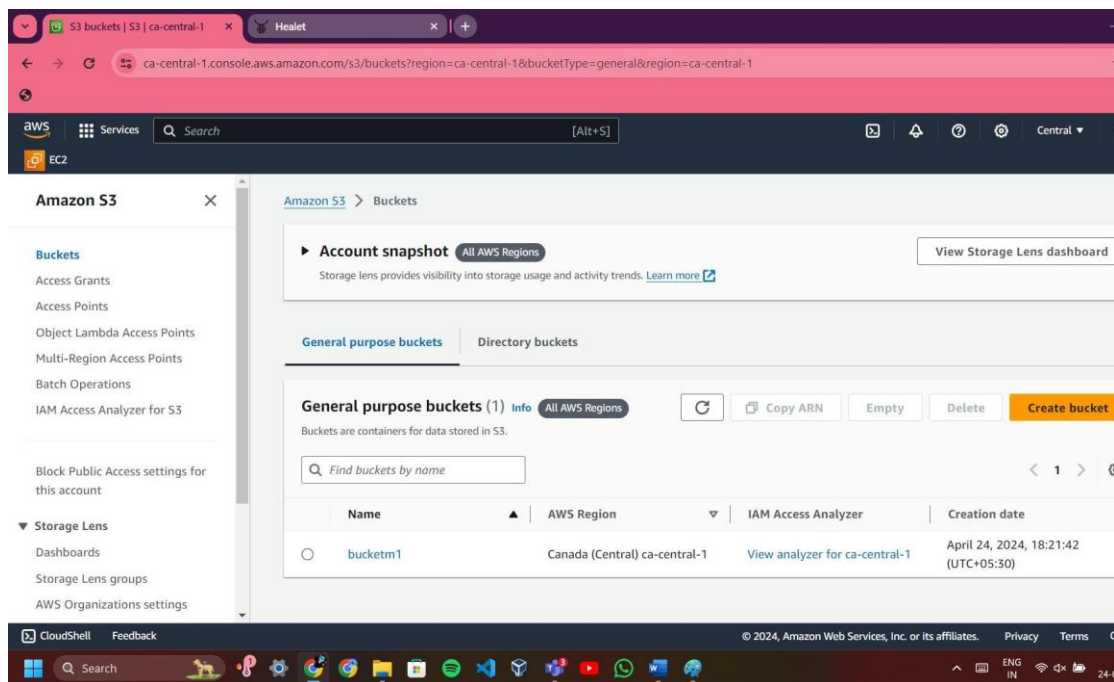 S3 buckets | S3 | ca-central-1
Healet
ca-central-1.console.aws.amazon.com/s3/buckets?region=ca-central-1&bucketType=general&region=ca-central-1
aws
Services
Search
[Alt+S]
Central
EC2
Amazon S3
Buckets
Access Grants
Access Points
Object Lambda Access Points
Multi-Region Access Points
Batch Operations
IAM Access Analyzer for S3
Block Public Access settings for
this account
Storage Lens
Dashboards
Storage Lens groups
AWS Organizations settings
Amazon S3 > Buckets
Account snapshot All AWS Regions
View Storage Lens dashboard
Storage lens provides visibility into storage usage and activity trends. Learn more
General purpose buckets
Directory buckets
General purpose buckets (1) Info All AWS Regions
Copy ARN
Empty
Delete
Create bucket
Buckets are containers for data stored in S3.
Find buckets by name
1
Name
AWS Region
IAM Access Analyzer
Creation date
bucketm1
Canada (Central) ca-central-1
View analyzer for ca-central-1
April 24, 2024, 18:21:42
(UTC+05:30)
CloudShell
Feedback
© 2024, Amazon Web Services, Inc. or its affiliates.
Privacy
Terms
Search
ENG
IN